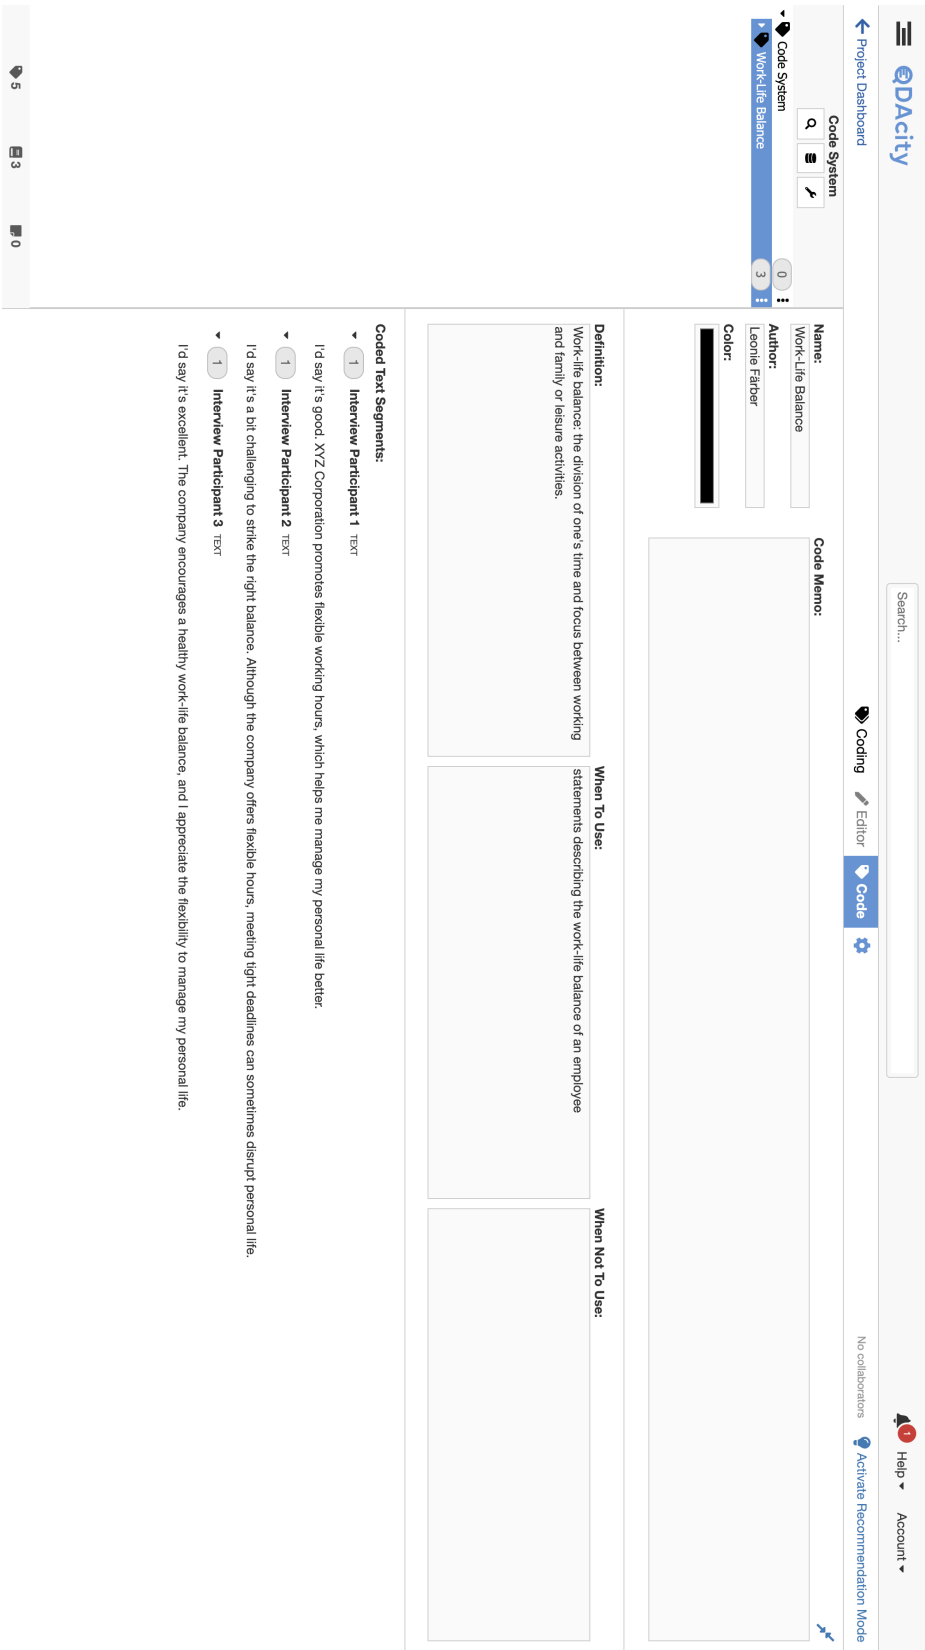 QDAcity
Search...
1
Help
Account
Project Dashboard
Coding
Editor
Code
No collaborators
Activate Recommendation Mode
Code System
Code System
0
Work-Life Balance
3
5
3
0
Name:
Work-Life Balance
Author:
Leonie Färber
Color:
Code Memo:
Definition:
Work-life balance: the division of one's time and focus between working
and family or leisure activities.
When To Use:
statements describing the work-life balance of an employee
When Not To Use:
Coded Text Segments:
1 Interview Participant 1 TEXT
I'd say it's good. XYZ Corporation promotes flexible working hours, which helps me manage my personal life better.
1 Interview Participant 2 TEXT
I'd say it's a bit challenging to strike the right balance. Although the company offers flexible hours, meeting tight deadlines can sometimes disrupt personal life.
1 Interview Participant 3 TEXT
I'd say it's excellent. The company encourages a healthy work-life balance, and I appreciate the flexibility to manage my personal life.